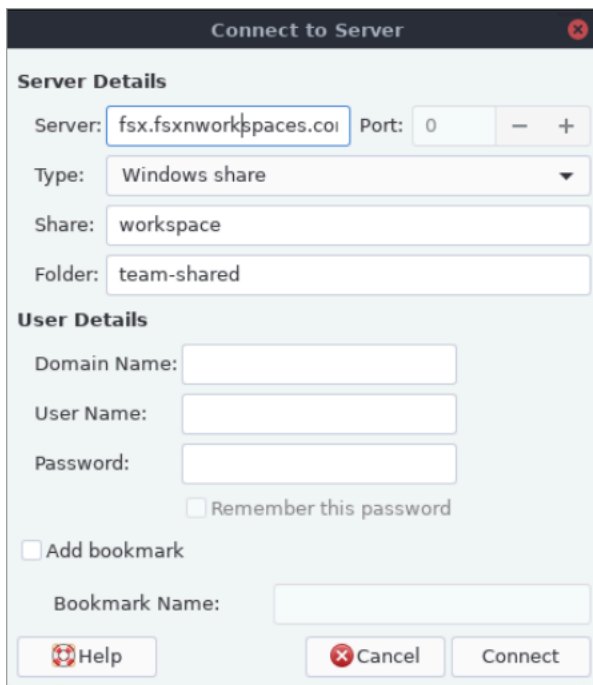 Connect to Server
Server Details
Server: fsx.fsxnworkspaces.co Port: 0
Type: Windows share
Share: workspace
Folder: team-shared
User Details
Domain Name:
User Name:
Password:
Remember this password
Add bookmark
Bookmark Name:
Help Cancel Connect